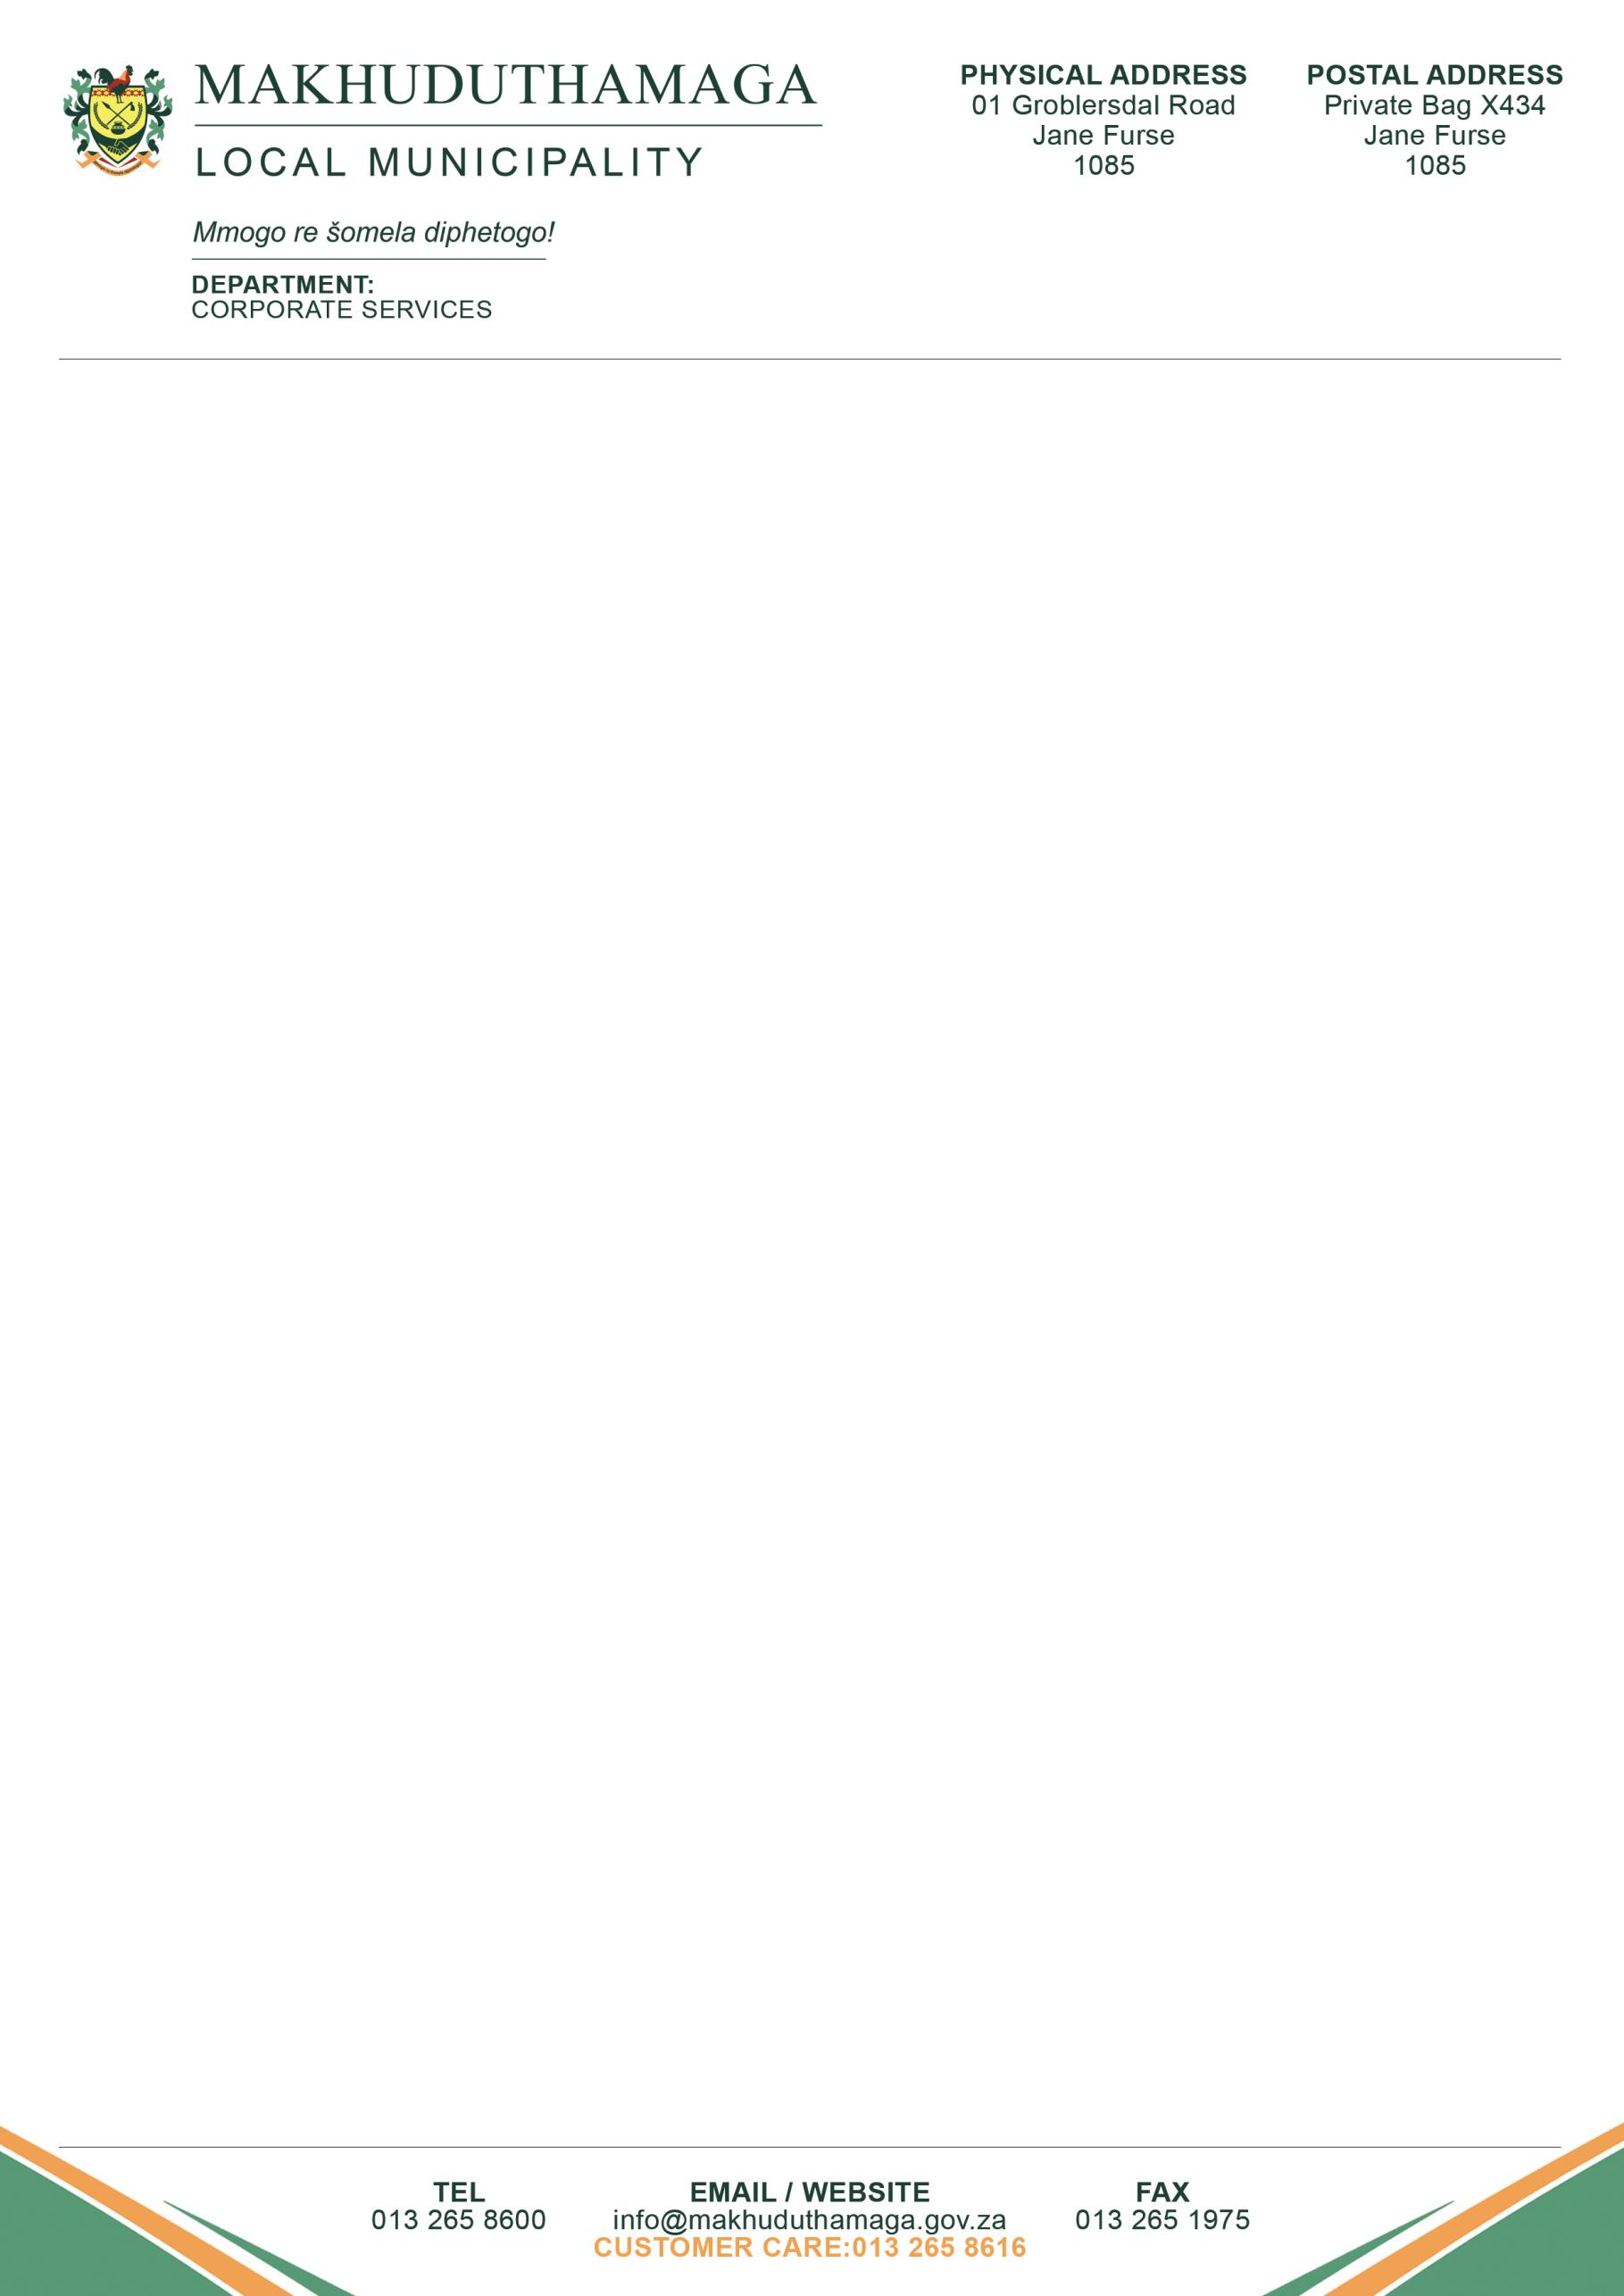 MAKHUDUTHAMAGA
LOCAL MUNICIPALITY
Mmogo re šomela diphetogo!
DEPARTMENT:
CORPORATE SERVICES
PHYSICAL ADDRESS
01 Groblersdal Road
Jane Furse
1085
POSTAL ADDRESS
Private Bag X434
Jane Furse
1085
TEL
013 265 8600
EMAIL / WEBSITE
info@makhuduthamaga.gov.za
CUSTOMER CARE:013 265 8616
FAX
013 265 1975